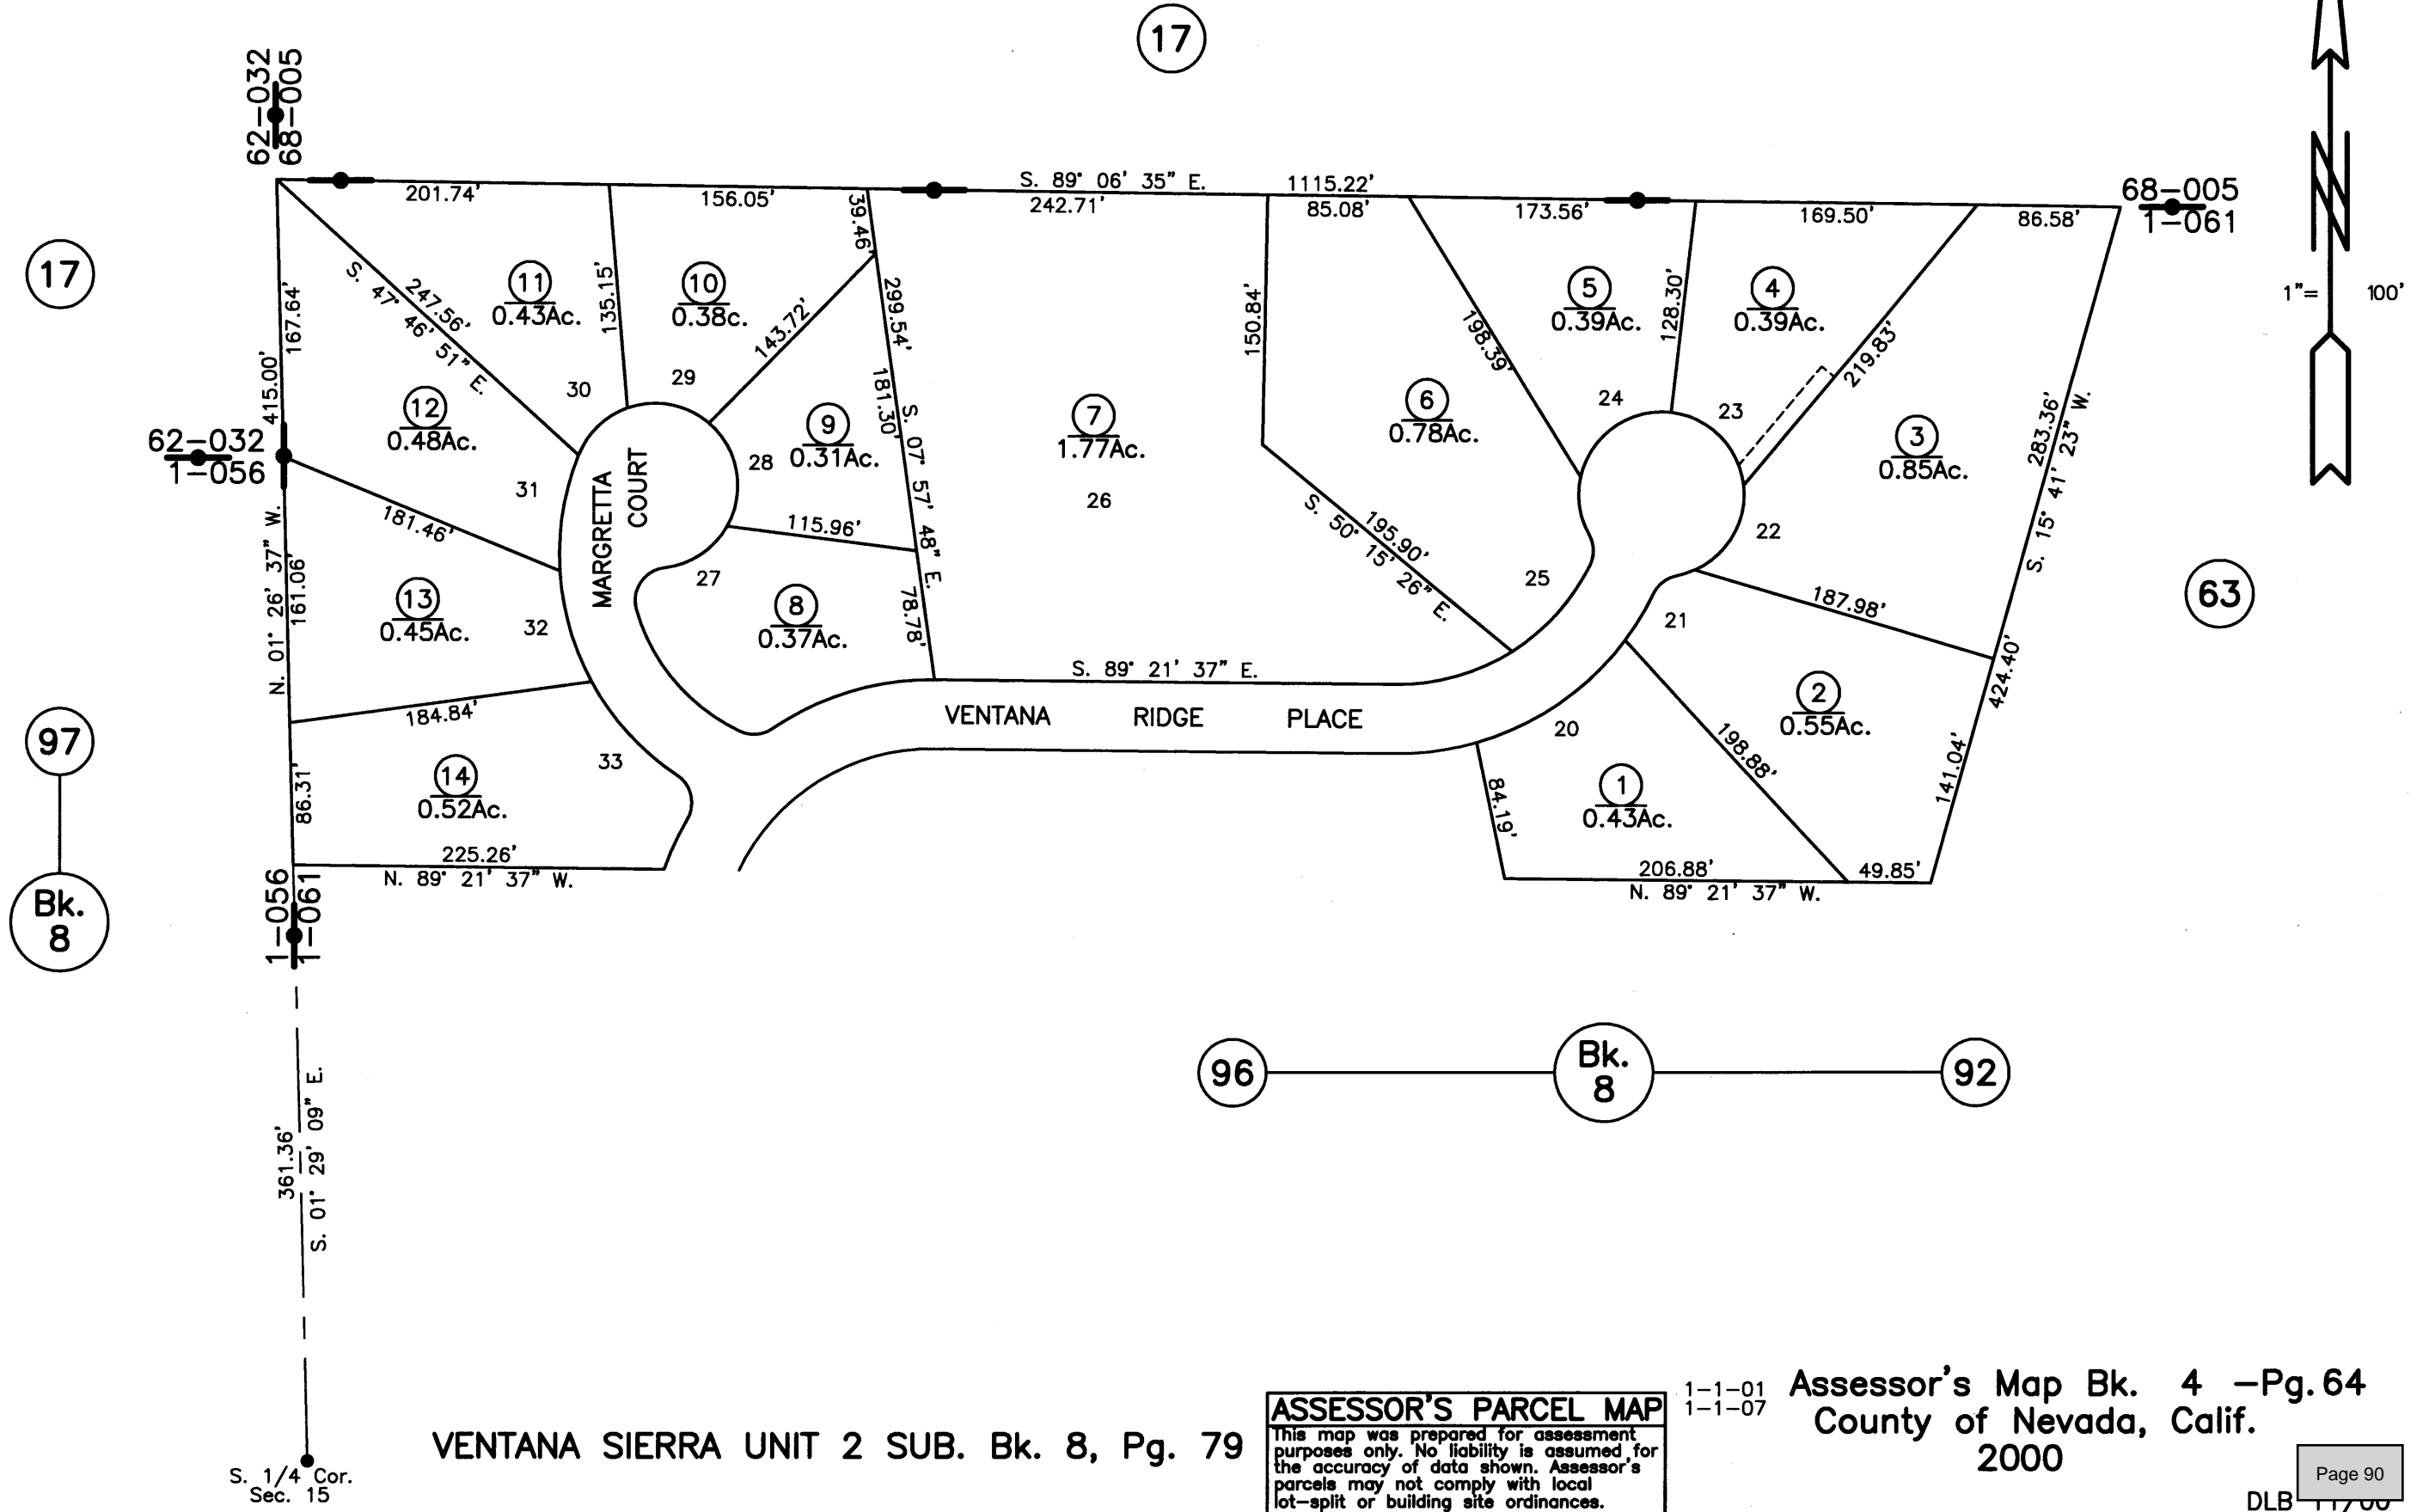 17
62-032
68-005
S. 89° 06' 35" E. 1115.22'
201.74'
156.05'
242.71'
85.08'
173.56'
169.50'
86.58'
68-005
1-061
17
1"= 100'
N
39.46'
299.54'
181.30'
S. 07° 57' 48" E.
78.78'
167.64'
415.00'
S. 47° 46' 51" E.
247.56'
11
0.43Ac.
30
135.15'
10
0.38c.
29
143.72'
150.84'
198.39'
5
0.39Ac.
24
128.30'
4
0.39Ac.
23
219.83'
283.36'
S. 15° 41' 23" W.
424.40'
12
0.48Ac.
31
62-032
1-056
181.46'
MARGRETTA
COURT
9
0.31Ac.
28
115.96'
7
1.77Ac.
26
6
0.78Ac.
25
195.90'
S. 50° 15' 26" E.
3
0.85Ac.
22
187.98'
63
N. 01° 26' 37" W.
161.06'
13
0.45Ac.
32
27
8
0.37Ac.
21
S. 89° 21' 37" E.
VENTANA RIDGE PLACE
184.84'
2
0.55Ac.
198.88'
141.04'
20
97
Bk.
8
86.31'
14
0.52Ac.
33
225.26'
N. 89° 21' 37" W.
84.19'
1
0.43Ac.
206.88'
49.85'
N. 89° 21' 37" W.
1-056
1-061
96
Bk.
8
92
361.36'
S. 01° 29' 09" E.
S. 1/4 Cor.
Sec. 15
VENTANA SIERRA UNIT 2 SUB. Bk. 8, Pg. 79
ASSESSOR'S PARCEL MAP
This map was prepared for assessment
purposes only. No liability is assumed for
the accuracy of data shown. Assessor's
parcels may not comply with local
lot-split or building site ordinances.
1-1-01
1-1-07
Assessor's Map Bk. 4 -Pg. 64
County of Nevada, Calif.
2000
Page 90
DLB